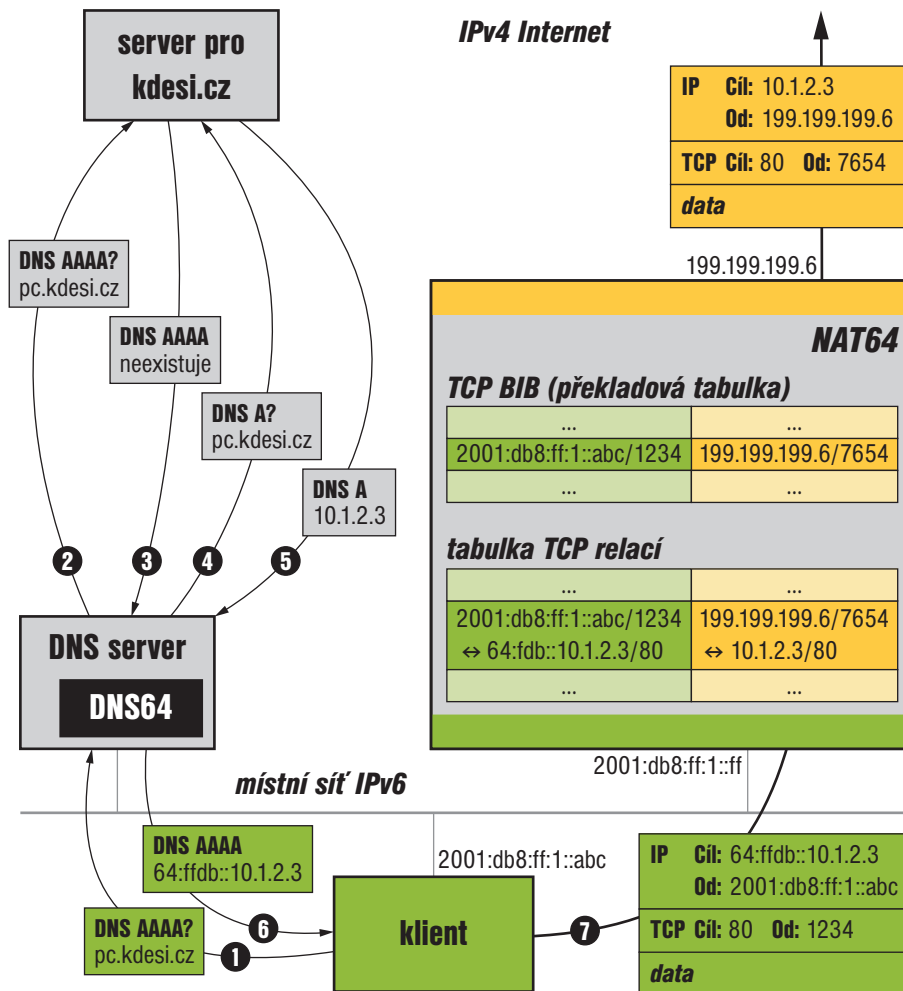 server pro
kdesi.cz
IPv4 Internet
IP Cíl: 10.1.2.3
Od: 199.199.199.6
TCP Cíl: 80 Od: 7654
data
199.199.199.6
DNS AAAA?
pc.kdesi.cz
DNS AAAA
neexistuje
DNS A?
pc.kdesi.cz
DNS A
10.1.2.3
2
3
4
5
NAT64
TCP BIB (překladová tabulka)
... ...
2001:db8:ff:1::abc/1234 199.199.199.6/7654
... ...
tabulka TCP relací
... ...
2001:db8:ff:1::abc/1234 199.199.199.6/7654
↔ 64:fdb::10.1.2.3/80 ↔ 10.1.2.3/80
... ...
DNS server
DNS64
2001:db8:ff:1::ff
místní síť IPv6
DNS AAAA
64:ffdb::10.1.2.3
2001:db8:ff:1::abc
DNS AAAA?
pc.kdesi.cz
6
1
klient
7
IP Cíl: 64:ffdb::10.1.2.3
Od: 2001:db8:ff:1::abc
TCP Cíl: 80 Od: 1234
data